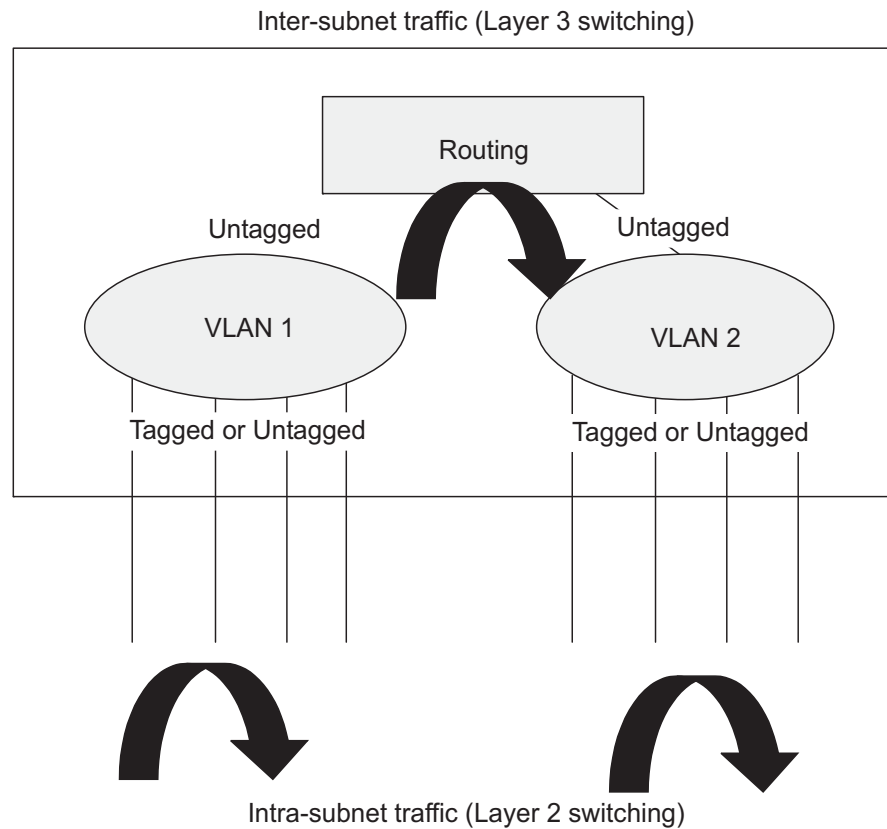 Inter-subnet traffic (Layer 3 switching)
Routing
Untagged
Untagged
VLAN 1
VLAN 2
Tagged or Untagged
Tagged or Untagged
Intra-subnet traffic (Layer 2 switching)